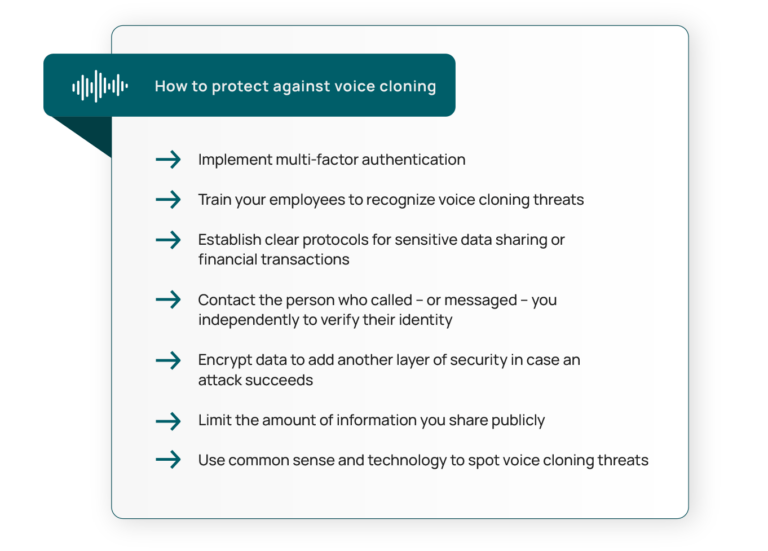 How to protect against voice cloning
Implement multi-factor authentication
Train your employees to recognize voice cloning threats
Establish clear protocols for sensitive data sharing or
financial transactions
Contact the person who called – or messaged – you
independently to verify their identity
Encrypt data to add another layer of security in case an
attack succeeds
Limit the amount of information you share publicly
Use common sense and technology to spot voice cloning threats